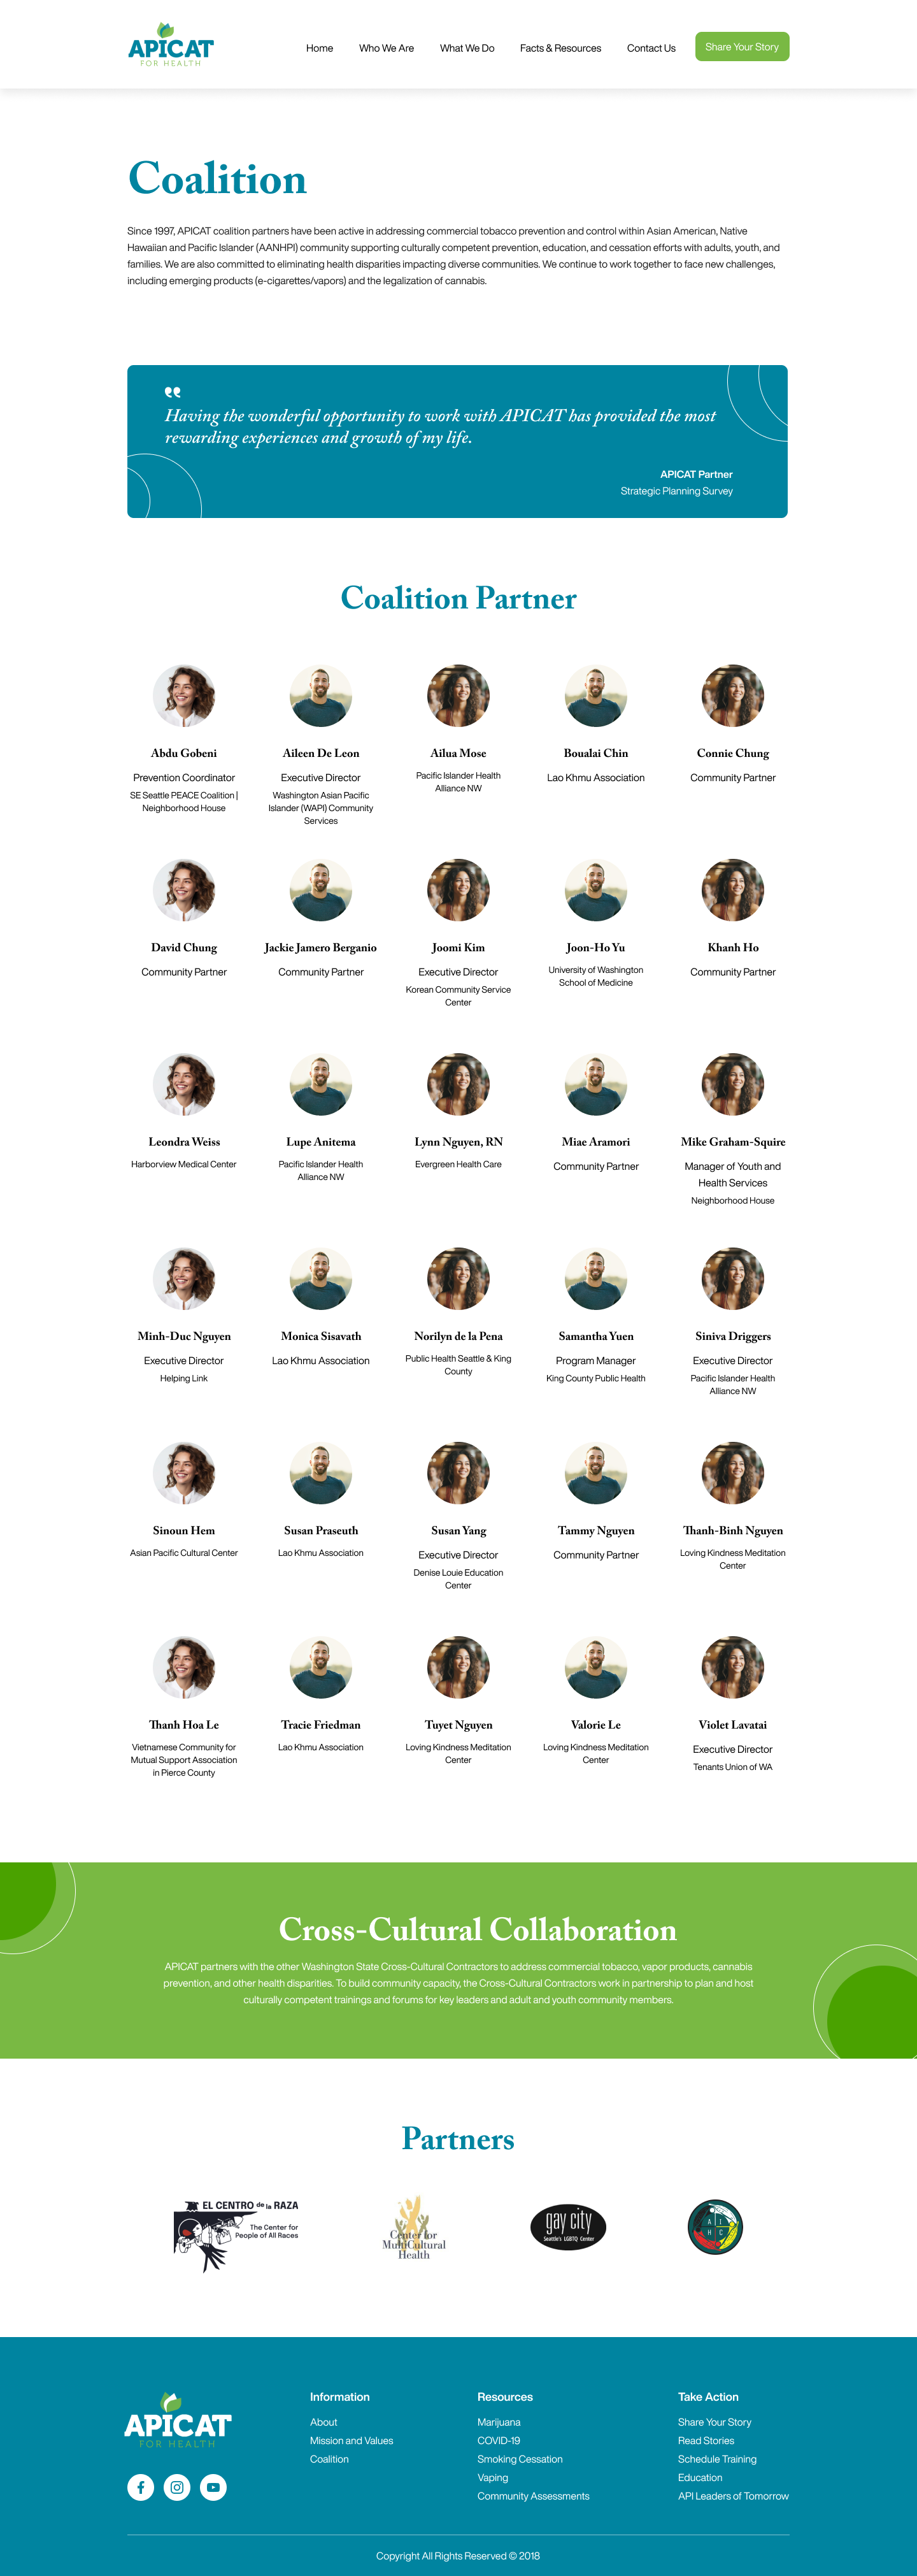 APICAT
FOR HEALTH
Home
Who We Are
What We Do
Facts & Resources
Contact Us
Share Your Story
Coalition
Since 1997, APICAT coalition partners have been active in addressing commercial tobacco prevention and control within Asian American, Native
Hawaiian and Pacific Islander (AANHPI) community supporting culturally competent prevention, education, and cessation efforts with adults, youth, and
families. We are also committed to eliminating health disparities impacting diverse communities. We continue to work together to face new challenges,
including emerging products (e-cigarettes/vapors) and the legalization of cannabis.
Having the wonderful opportunity to work with APICAT has provided the most
rewarding experiences and growth of my life.
APICAT Partner
Strategic Planning Survey
Coalition Partner
Abdu Gobeni
Prevention Coordinator
SE Seattle PEACE Coalition |
Neighborhood House
Aileen De Leon
Executive Director
Washington Asian Pacific
Islander (WAPI) Community
Services
Ailua Mose
Pacific Islander Health
Alliance NW
Boualai Chin
Lao Khmu Association
Connie Chung
Community Partner
David Chung
Community Partner
Jackie Jamero Berganio
Community Partner
Joomi Kim
Executive Director
Korean Community Service
Center
Joon-Ho Yu
University of Washington
School of Medicine
Khanh Ho
Community Partner
Leondra Weiss
Harborview Medical Center
Lupe Anitema
Pacific Islander Health
Alliance NW
Lynn Nguyen, RN
Evergreen Health Care
Miae Aramori
Community Partner
Mike Graham-Squire
Manager of Youth and
Health Services
Neighborhood House
Minh-Duc Nguyen
Executive Director
Helping Link
Monica Sisavath
Lao Khmu Association
Norilyn de la Pena
Public Health Seattle & King
County
Samantha Yuen
Program Manager
King County Public Health
Siniva Driggers
Executive Director
Pacific Islander Health
Alliance NW
Sinoun Hem
Asian Pacific Cultural Center
Susan Praseuth
Lao Khmu Association
Susan Yang
Executive Director
Denise Louie Education
Center
Tammy Nguyen
Community Partner
Thanh-Binh Nguyen
Loving Kindness Meditation
Center
Thanh Hoa Le
Vietnamese Community for
Mutual Support Association
in Pierce County
Tracie Friedman
Lao Khmu Association
Tuyet Nguyen
Loving Kindness Meditation
Center
Valorie Le
Loving Kindness Meditation
Center
Violet Lavatai
Executive Director
Tenants Union of WA
Cross-Cultural Collaboration
APICAT partners with the other Washington State Cross-Cultural Contractors to address commercial tobacco, vapor products, cannabis
prevention, and other health disparities. To build community capacity, the Cross-Cultural Contractors work in partnership to plan and host
culturally competent trainings and forums for key leaders and adult and youth community members.
Partners
EL CENTRO de la RAZA
The Center for
People of All Races
Center for
MultiCultural
Health
gay city
Seattle's LGBTQ Center
A I
H C
APICAT
FOR HEALTH
Information
About
Mission and Values
Coalition
Resources
Marijuana
COVID-19
Smoking Cessation
Vaping
Community Assessments
Take Action
Share Your Story
Read Stories
Schedule Training
Education
API Leaders of Tomorrow
Copyright All Rights Reserved © 2018